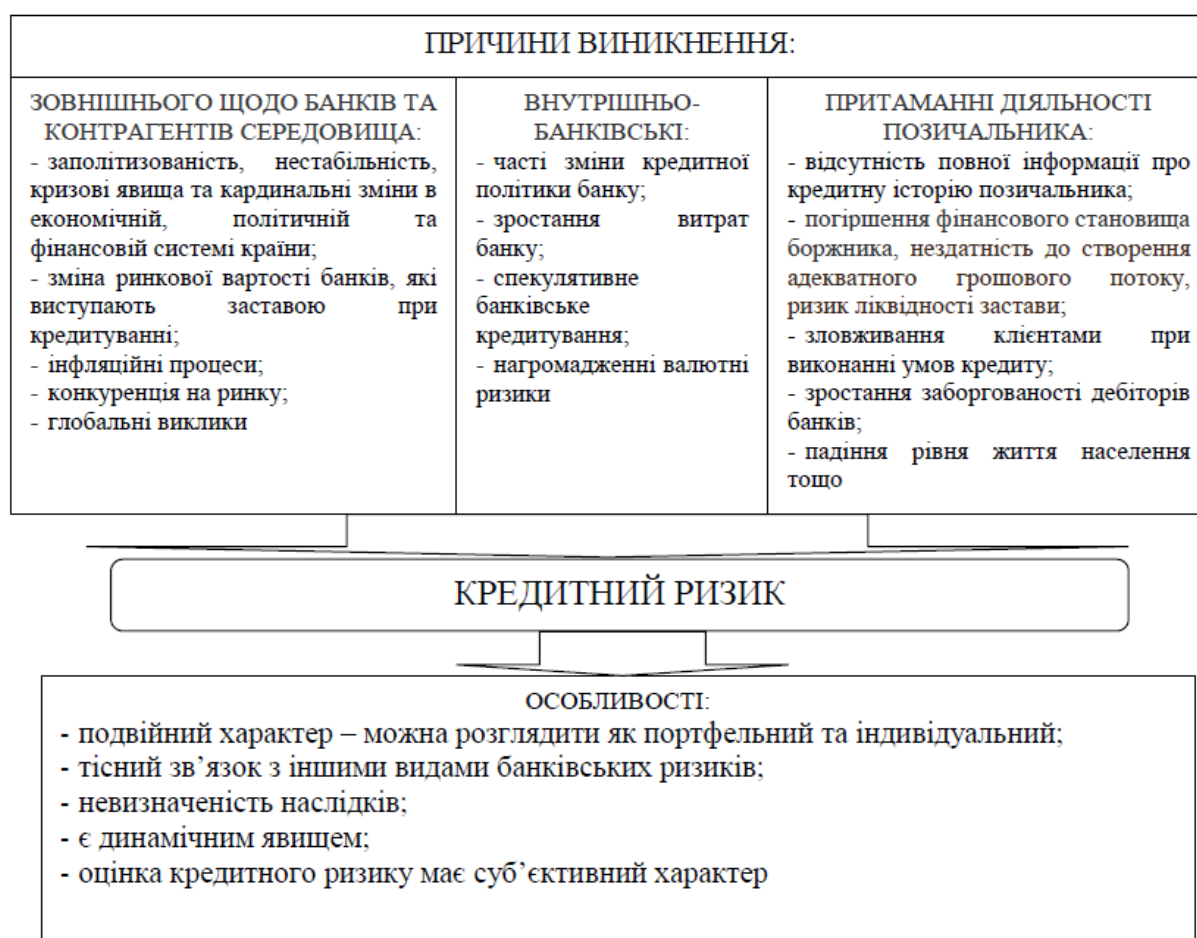 ПРИЧИНИ ВИНИКНЕННЯ:
ЗОВНІШНЬОГО ЩОДО БАНКІВ ТА
КОНТРАГЕНТІВ СЕРЕДОВИЩА:
- заполітизованість, нестабільність,
кризові явища та кардинальні зміни в
економічній, політичній та
фінансовій системі країни;
- зміна ринкової вартості банків, які
виступають заставою при
кредитуванні;
- інфляційні процеси;
- конкуренція на ринку;
- глобальні виклики
ВНУТРІШНЬО-
БАНКІВСЬКІ:
- часті зміни кредитної
політики банку;
- зростання витрат
банку;
- спекулятивне
банківське
кредитування;
- нагромадженні валютні
ризики
ПРИТАМАННІ ДІЯЛЬНОСТІ
ПОЗИЧАЛЬНИКА:
- відсутність повної інформації про
кредитну історію позичальника;
- погіршення фінансового становища
боржника, нездатність до створення
адекватного грошового потоку,
ризик ліквідності застави;
- зловживання клієнтами при
виконанні умов кредиту;
- зростання заборгованості дебіторів
банків;
- падіння рівня життя населення
тощо
КРЕДИТНИЙ РИЗИК
ОСОБЛИВОСТІ:
- подвійний характер – можна розглядити як портфельний та індивідуальний;
- тісний зв’язок з іншими видами банківських ризиків;
- невизначеність наслідків;
- є динамічним явищем;
- оцінка кредитного ризику має суб’єктивний характер